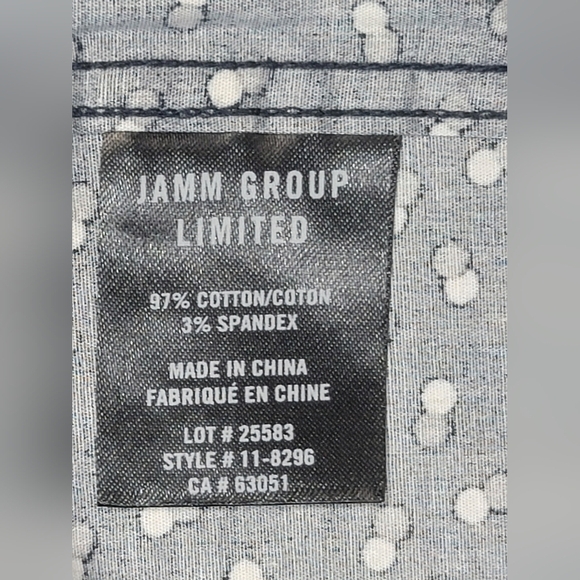 JAMM GROUP
LIMITED
97% COTTON/COTON
3% SPANDEX
MADE IN CHINA
FABRIQUÉ EN CHINE
LOT # 25583
STYLE # 11-8296
CA # 63051